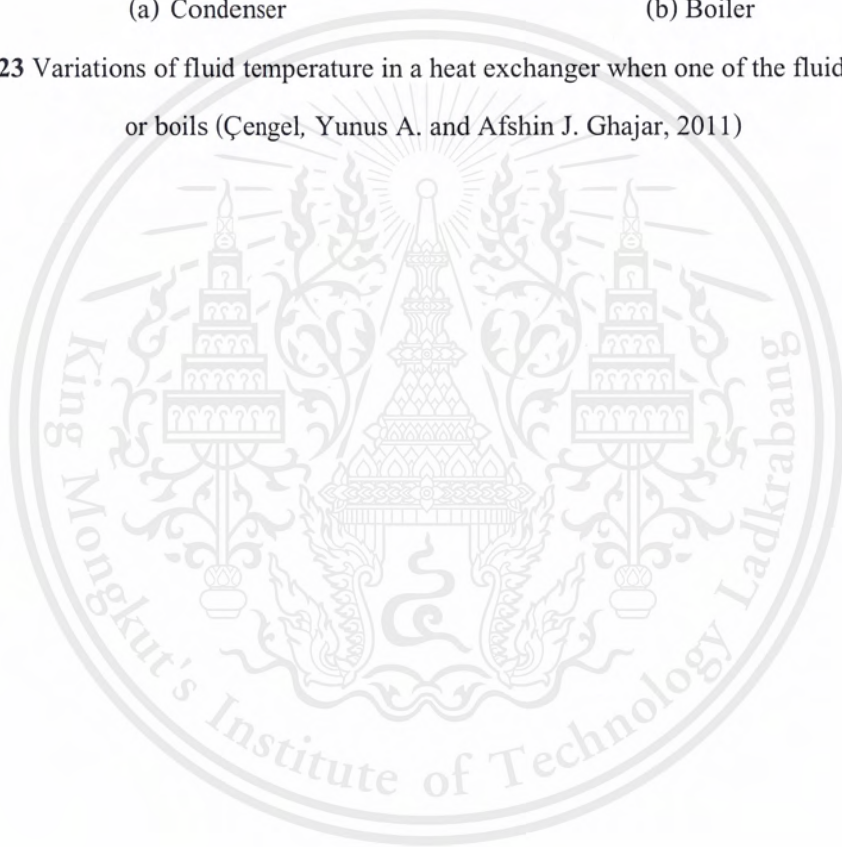 (a) Condenser (b) Boiler
23 Variations of fluid temperature in a heat exchanger when one of the fluid
or boils (Çengel, Yunus A. and Afshin J. Ghajar, 2011)
King Mongkut's Institute of Technology Ladkrabang